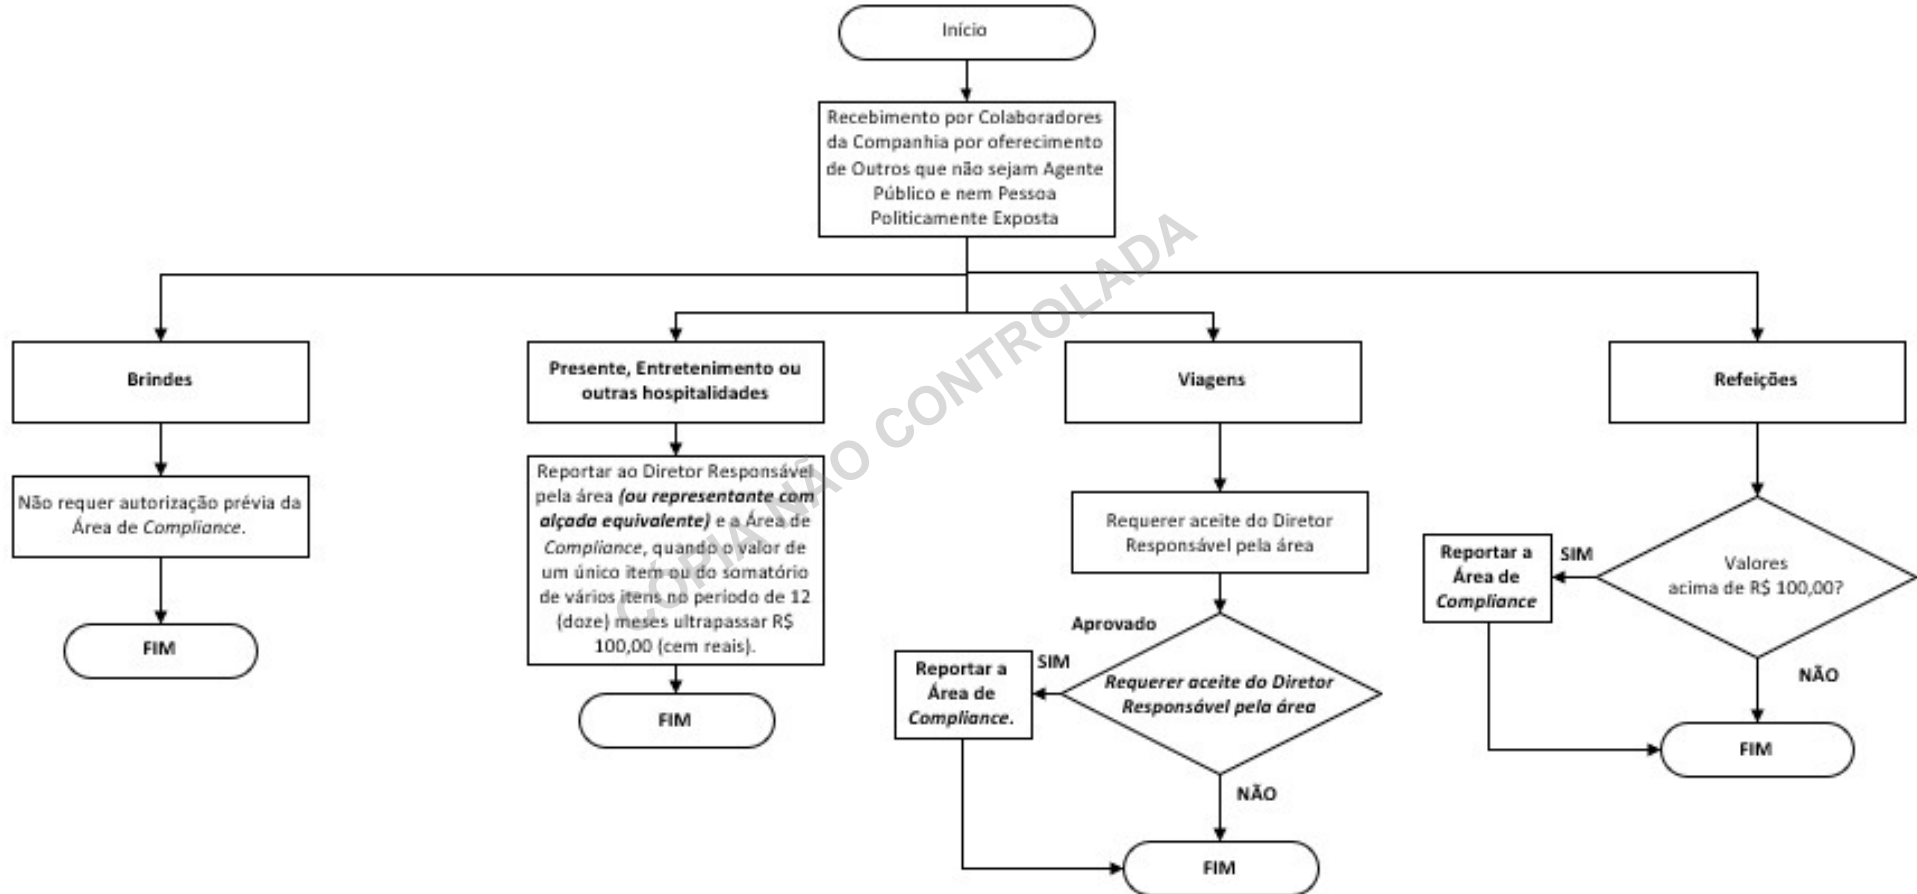 Início
Recebimento por Colaboradores
da Companhia por oferecimento
de Outros que não sejam Agente
Público e nem Pessoa
Politicamente Exposta
Brindes
Não requer autorização prévia da
Área de Compliance.
FIM
Presente, Entretenimento ou
outras hospitalidades
Reportar ao Diretor Responsável
pela área (ou representante com
alçada equivalente) e a Área de
Compliance, quando o valor de
um único item ou do somatório
de vários itens no período de 12
(doze) meses ultrapassar R$
100,00 (cem reais).
FIM
Viagens
Requerer aceite do Diretor
Responsável pela área
Aprovado
Requerer aceite do Diretor
Responsável pela área
SIM
Reportar a
Área de
Compliance.
NÃO
FIM
Refeições
Valores
acima de R$ 100,00?
SIM
Reportar a
Área de
Compliance
NÃO
FIM
CÓPIA NÃO CONTROLADA